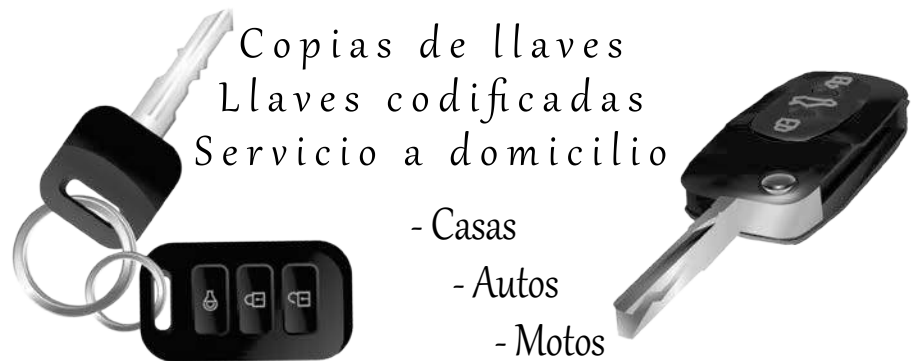 Copias de llaves
Llaves codificadas
Servicio a domicilio
- Casas
- Autos
- Motos